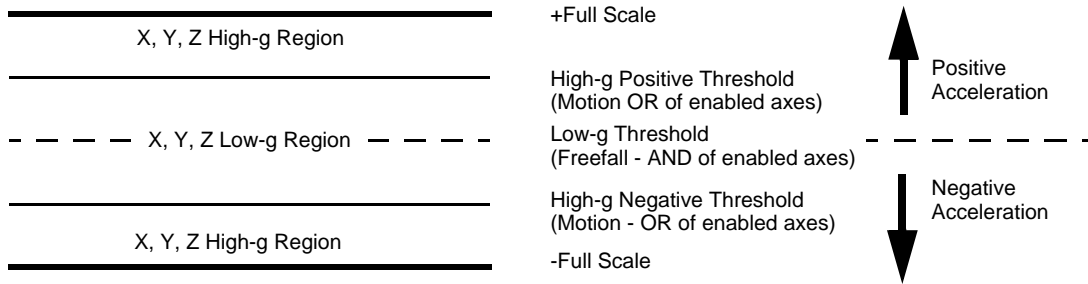 +Full Scale
X, Y, Z High-g Region
High-g Positive Threshold
(Motion OR of enabled axes)
Positive
Acceleration
X, Y, Z Low-g Region
Low-g Threshold
(Freefall - AND of enabled axes)
High-g Negative Threshold
(Motion - OR of enabled axes)
Negative
Acceleration
X, Y, Z High-g Region
-Full Scale